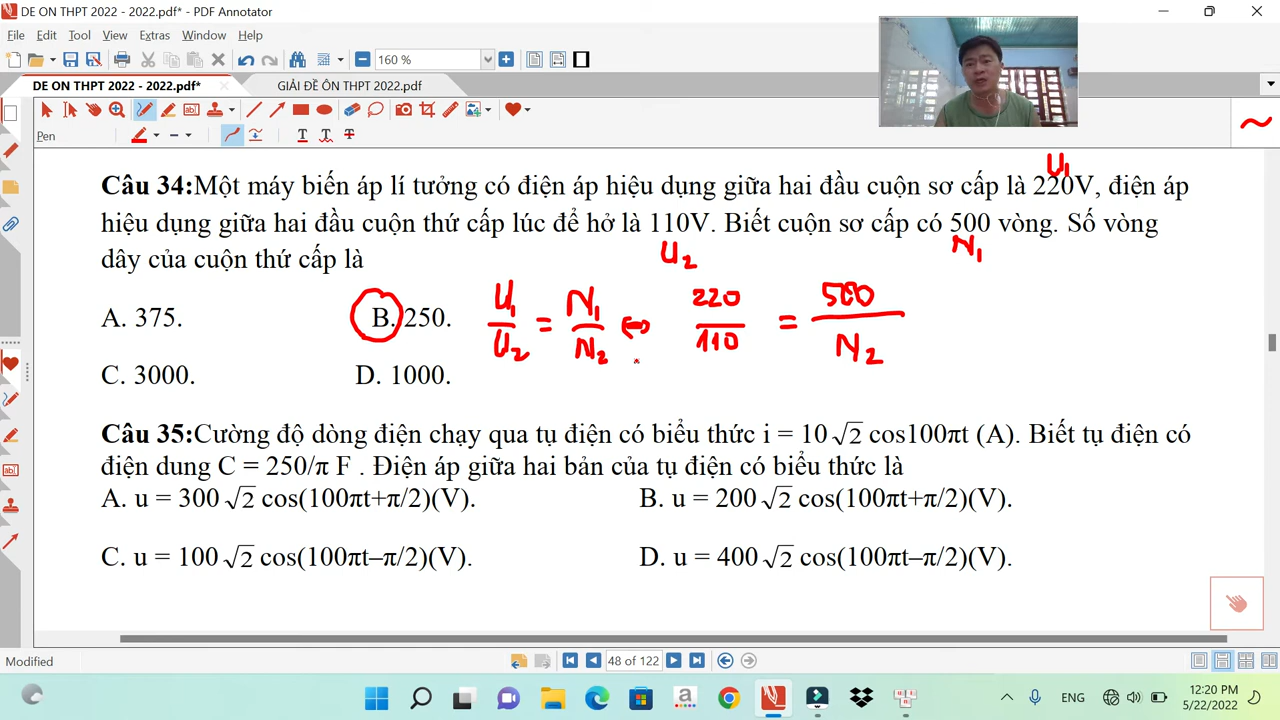 DE ON THPT 2022 - 2022.pdf* - PDF Annotator
File Edit Tool View Extras Window Help
160 %
DE ON THPT 2022 - 2022.pdf* GIẢI ĐỀ ÔN THPT 2022.pdf
Pen
U₁
Câu 34:Một máy biến áp lí tưởng có điện áp hiệu dụng giữa hai đầu cuộn sơ cấp là 220V, điện áp
hiệu dụng giữa hai đầu cuộn thứ cấp lúc để hở là 110V. Biết cuộn sơ cấp có 500 vòng. Số vòng
U₂ N₁
dây của cuộn thứ cấp là
A. 375. B. 250. U₁/U₂ = N₁/N₂ ⇔ 220/110 = 500/N₂
C. 3000. D. 1000.
Câu 35:Cường độ dòng điện chạy qua tụ điện có biểu thức i = 10√2 cos100πt (A). Biết tụ điện có
điện dung C = 250/π F . Điện áp giữa hai bản của tụ điện có biểu thức là
A. u = 300√2 cos(100πt+π/2)(V). B. u = 200√2 cos(100πt+π/2)(V).
C. u = 100√2 cos(100πt–π/2)(V). D. u = 400√2 cos(100πt–π/2)(V).
Modified 48 of 122
ENG 12:20 PM
5/22/2022